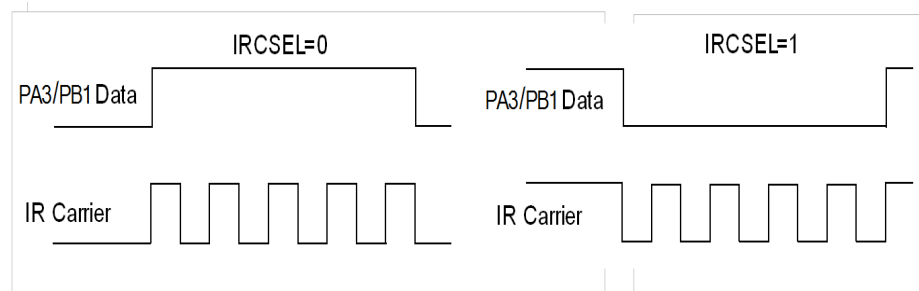 IRCSEL=0
PA3/PB1 Data
IR Carrier
IRCSEL=1
PA3/PB1 Data
IR Carrier